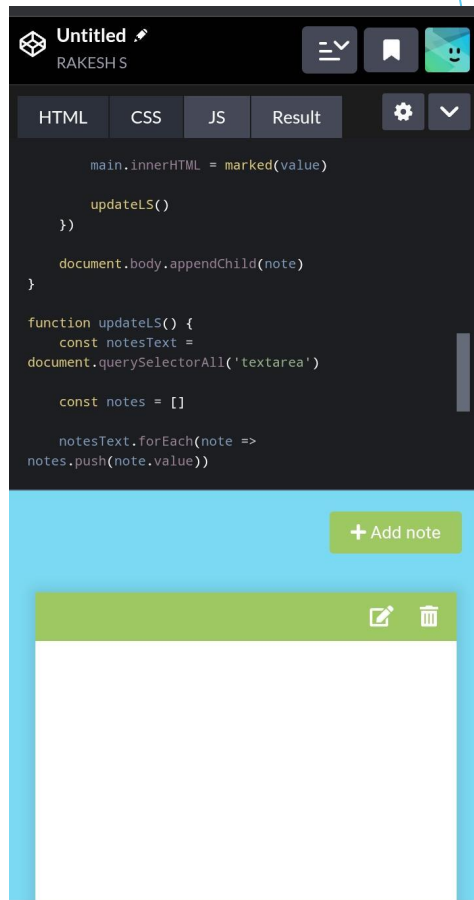 Untitled
RAKESH S
HTML CSS JS Result
main.innerHTML = marked(value)
updateLS()
})
document.body.appendChild(note)
}
function updateLS() {
const notesText =
document.querySelectorAll('textarea')
const notes = []
notesText.forEach(note =>
notes.push(note.value))
+ Add note